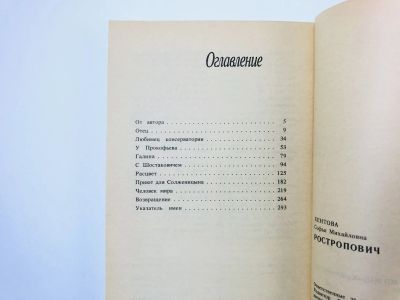 Оглавление
От автора 5
Отец 9
Любимец консерватории 34
У Прокофьева 53
Галина 79
С Шостаковичем 94
Расцвет 125
Приют для Солженицына 182
Человек мира 219
Возвращение 264
Указатель имен 293
ХЕНТОВА
Софья Михайловна
РОСТРОПОВИЧ